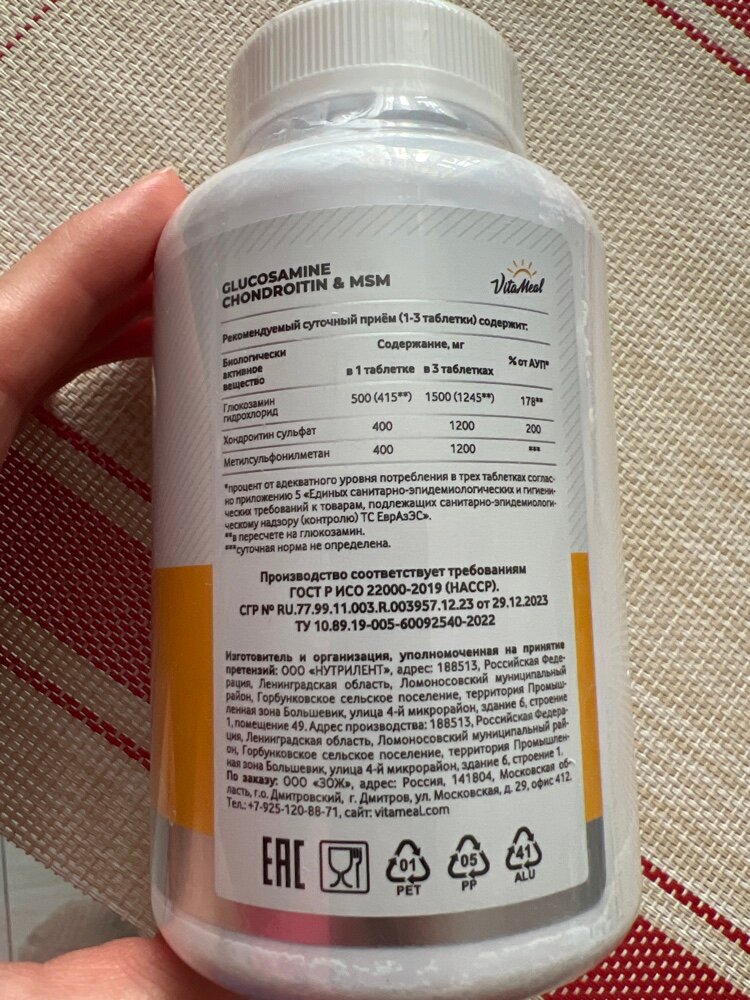 GLUCOSAMINE
CHONDROITIN & MSM
VitaMeal
Рекомендуемый суточный приём (1-3 таблетки) содержит:
Биологически
активное
вещество
Содержание, мг
в 1 таблетке в 3 таблетках
% от АУП*
Глюкозамин
гидрохлорид
500 (415**) 1500 (1245**) 178**
Хондроитин сульфат 400 1200 200
Метилсульфонилметан 400 1200 ***
*процент от адекватного уровня потребления в трех таблетках соглас-
но приложению 5 «Единых санитарно-эпидемиологических и гигиени-
ческих требований к товарам, подлежащих санитарно-эпидемиологи-
ческому надзору (контролю) ТС ЕврАзЭС».
**в пересчете на глюкозамин.
***суточная норма не определена.
Производство соответствует требованиям
ГОСТ Р ИСО 22000-2019 (HACCP).
СГР № RU.77.99.11.003.R.003957.12.23 от 29.12.2023
ТУ 10.89.19-005-60092540-2022
Изготовитель и организация, уполномоченная на принятие
претензий: ООО «НУТРИЛЕНТ», адрес: 188513, Российская Феде-
рация, Ленинградская область, Ломоносовский муниципальный
район, Горбунковское сельское поселение, территория Промыш-
ленная зона Большевик, улица 4-й микрорайон, здание 6, строение
1, помещение 49. Адрес производства: 188513, Российская Федера-
ция, Ленинградская область, Ломоносовский муниципальный рай-
он, Горбунковское сельское поселение, территория Промышлен-
ная зона Большевик, улица 4-й микрорайон, здание 6, строение 1.
По заказу: ООО «ЗОЖ», адрес: Россия, 141804, Московская об-
ласть, г.о. Дмитровский, г. Дмитров, ул. Московская, д. 29, офис 412.
Тел.: +7-925-120-88-71, сайт: vitameal.com
EAC
01
PET
05
PP
41
ALU